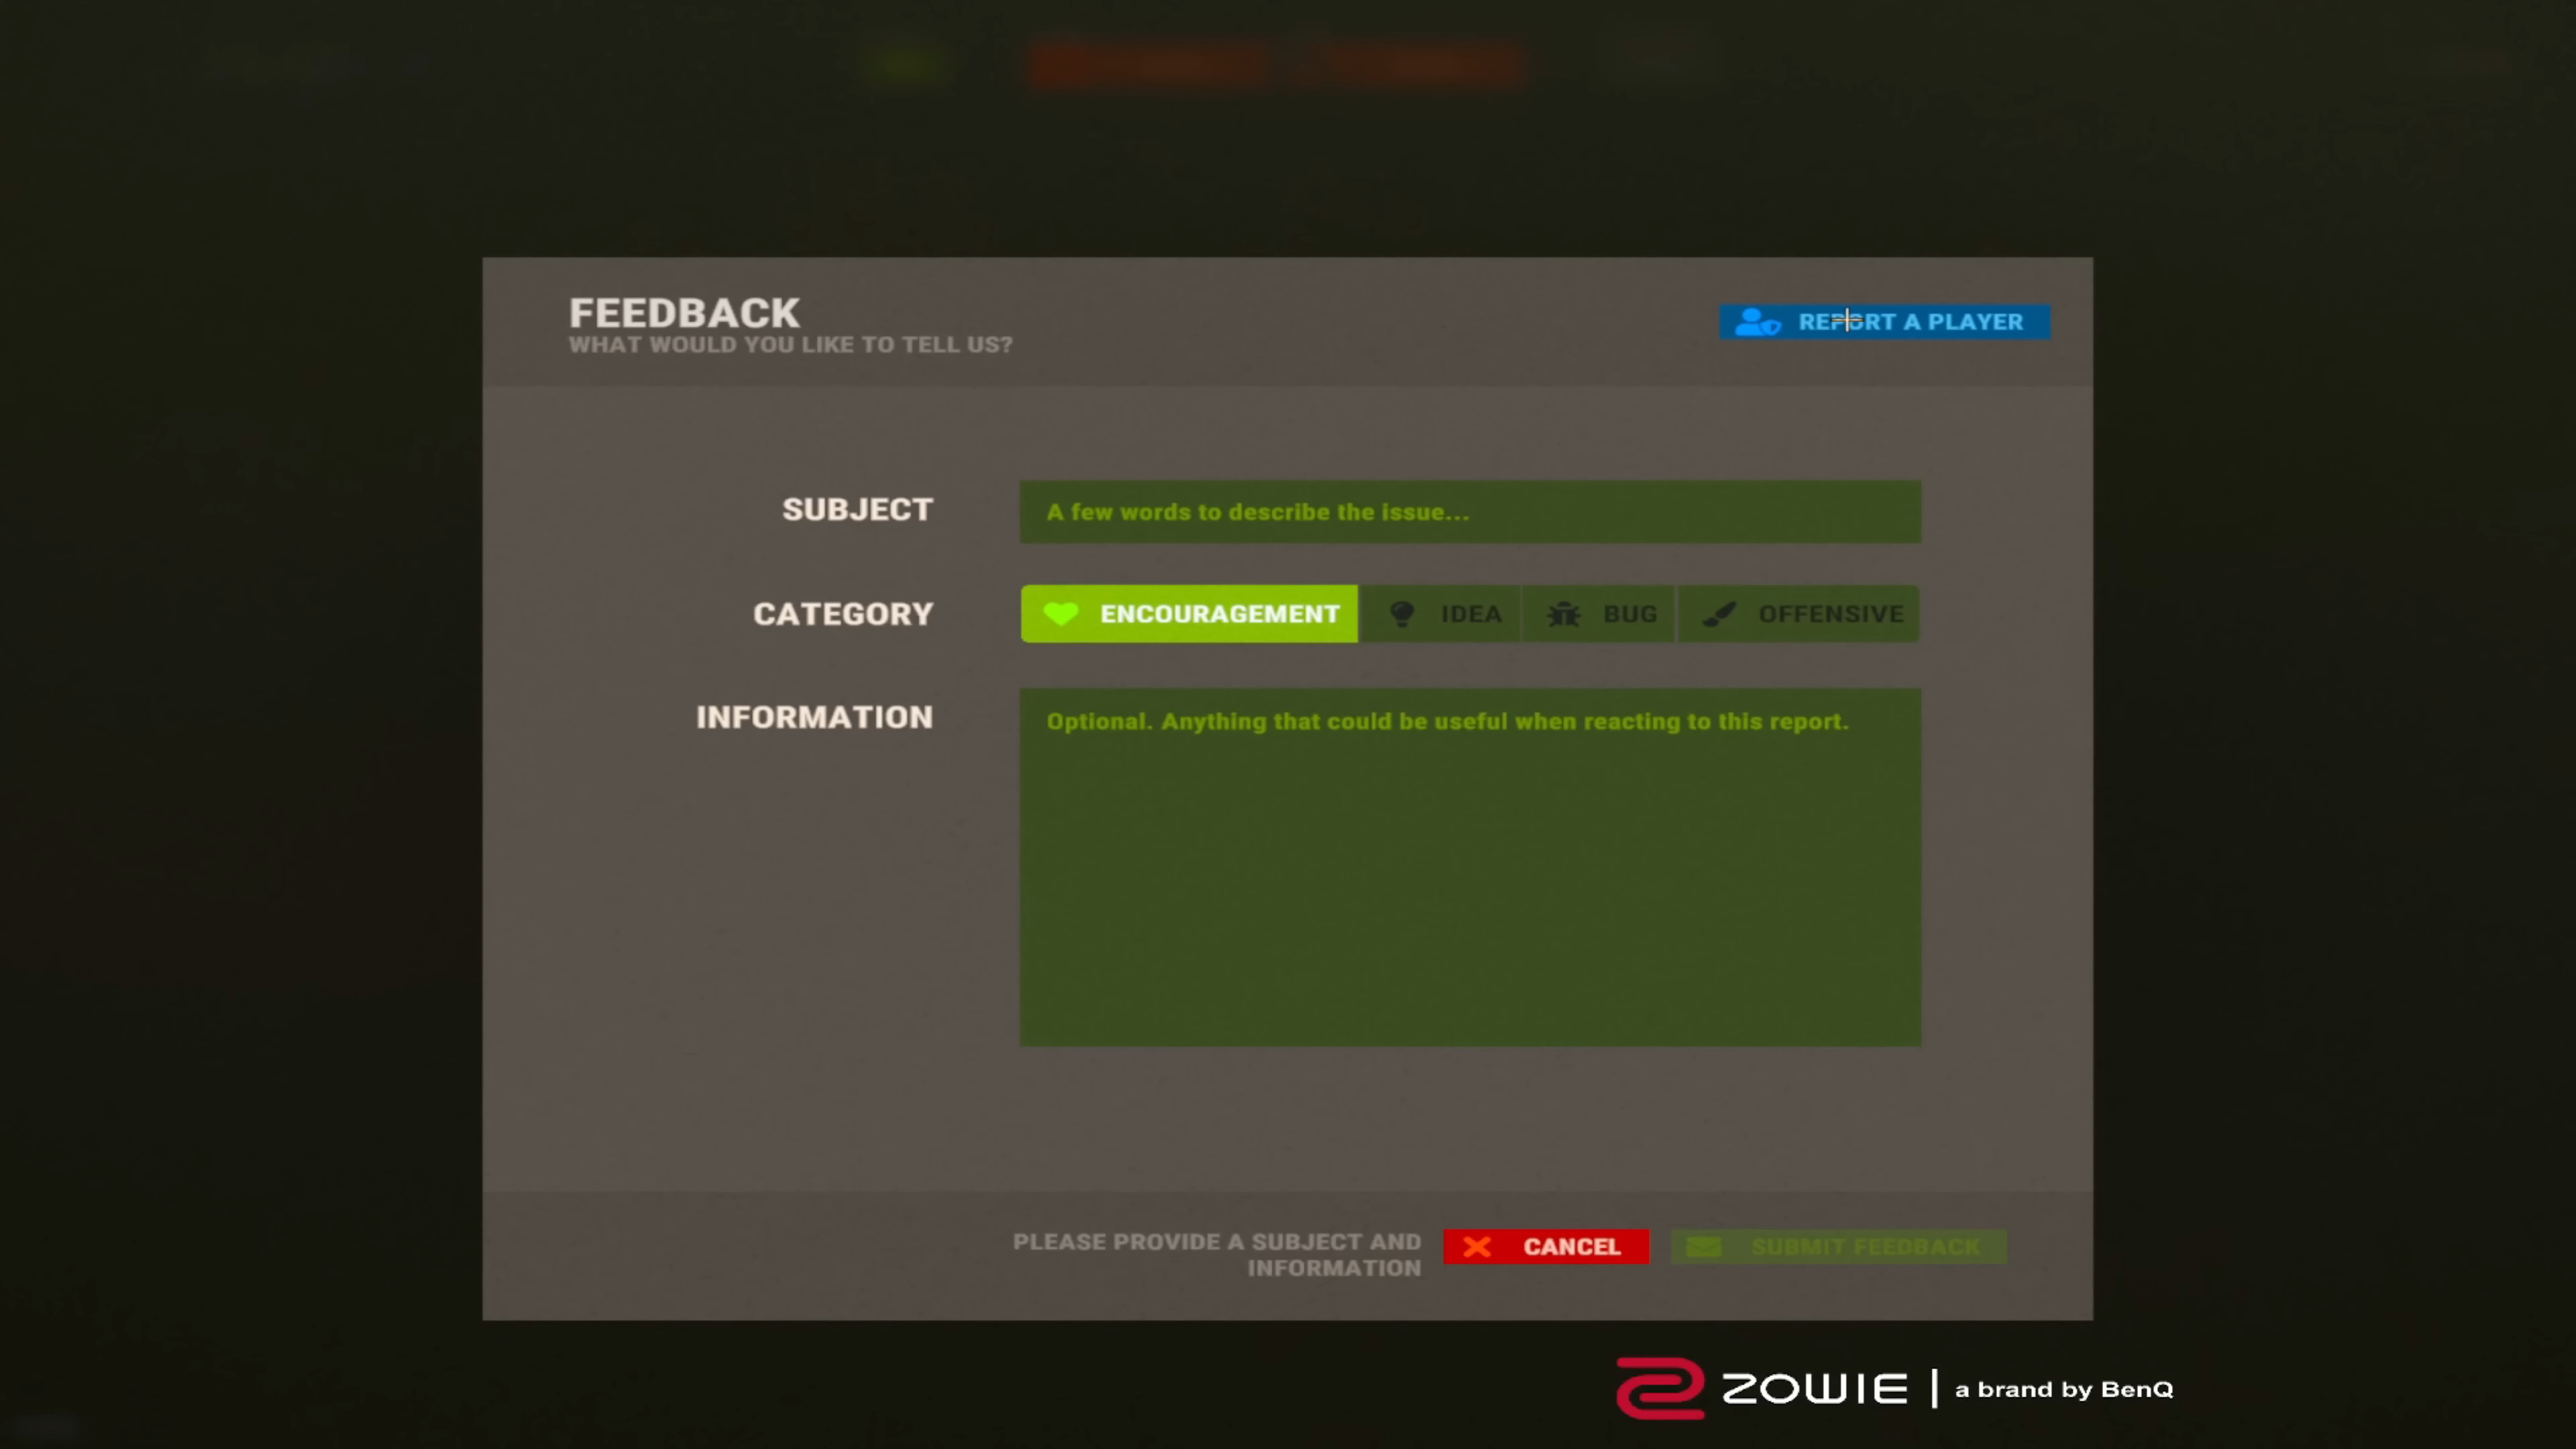 FEEDBACK
WHAT WOULD YOU LIKE TO TELL US?
REPORT A PLAYER
SUBJECT
A few words to describe the issue...
CATEGORY
ENCOURAGEMENT
IDEA
BUG
OFFENSIVE
INFORMATION
Optional. Anything that could be useful when reacting to this report.
PLEASE PROVIDE A SUBJECT AND
INFORMATION
CANCEL
SUBMIT FEEDBACK
ZOWIE | a brand by BenQ